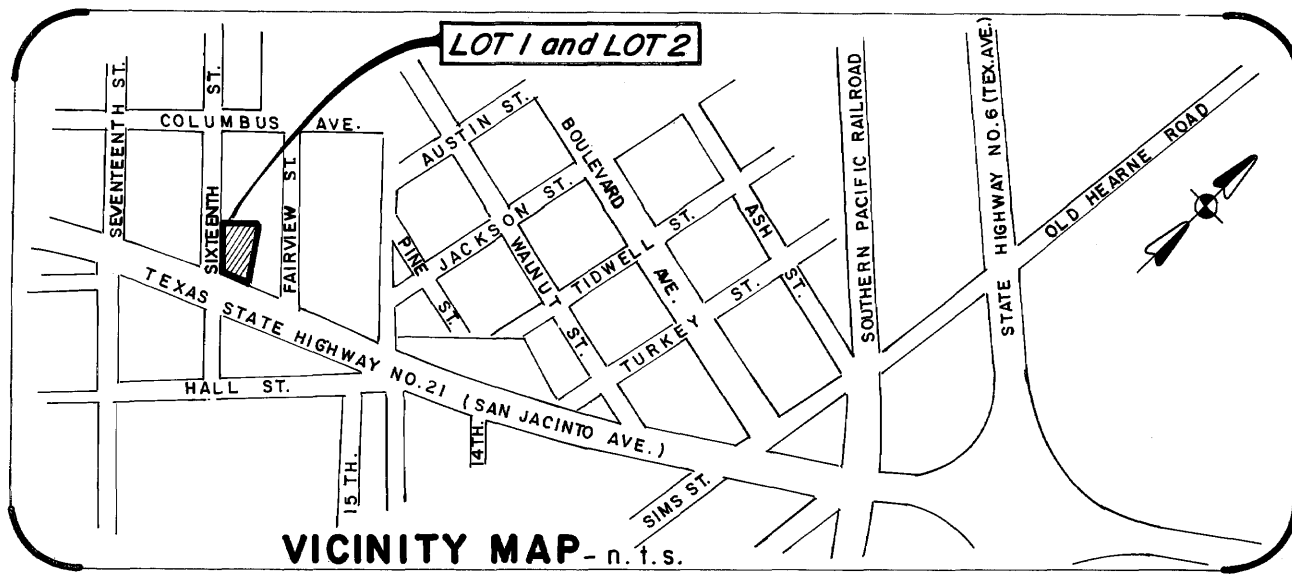 LOT 1 and LOT 2
SEVENTEENTH ST.
SIXTEENTH ST.
COLUMBUS AVE.
FAIRVIEW ST.
AUSTIN ST.
BOULEVARD AVE.
JACKSON ST.
PINE ST.
WALNUT ST.
TIDWELL ST.
ASH ST.
TURKEY ST.
SOUTHERN PACIFIC RAILROAD
STATE HIGHWAY NO. 6 (TEX. AVE.)
OLD HEARNE ROAD
TEXAS STATE HIGHWAY NO. 21 (SAN JACINTO AVE.)
HALL ST.
15 TH.
14TH.
SIMS ST.
VICINITY MAP - n.t.s.